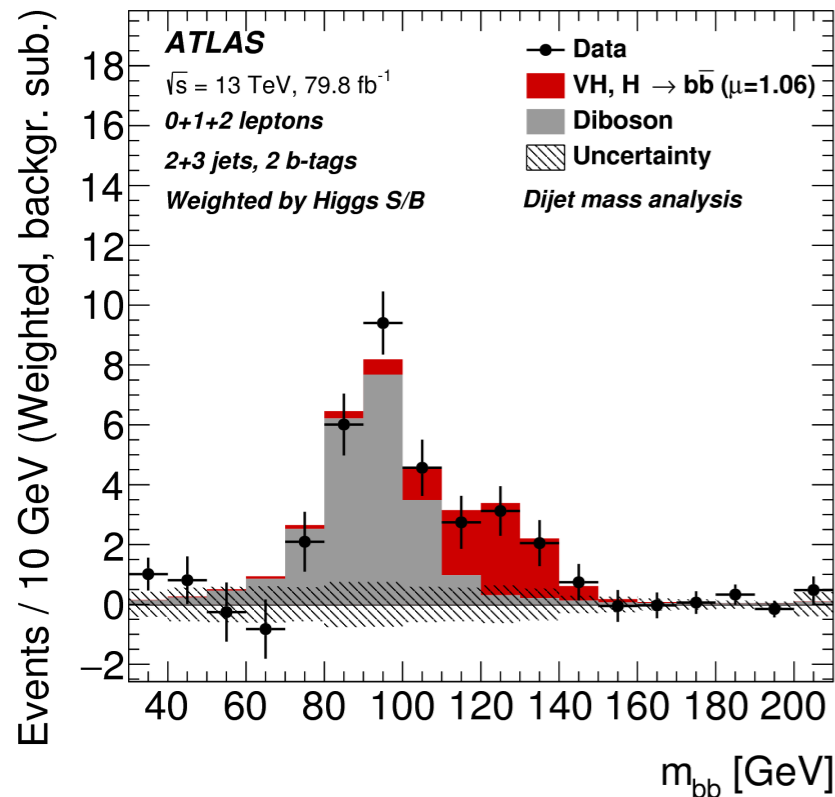 ATLAS
√s = 13 TeV, 79.8 fb⁻¹
0+1+2 leptons
2+3 jets, 2 b-tags
Weighted by Higgs S/B
Data
VH, H → bb̄ (μ=1.06)
Diboson
Uncertainty
Dijet mass analysis
Events / 10 GeV (Weighted, backgr. sub.)
18
16
14
12
10
8
6
4
2
0
−2
40 60 80 100 120 140 160 180 200
m_bb [GeV]